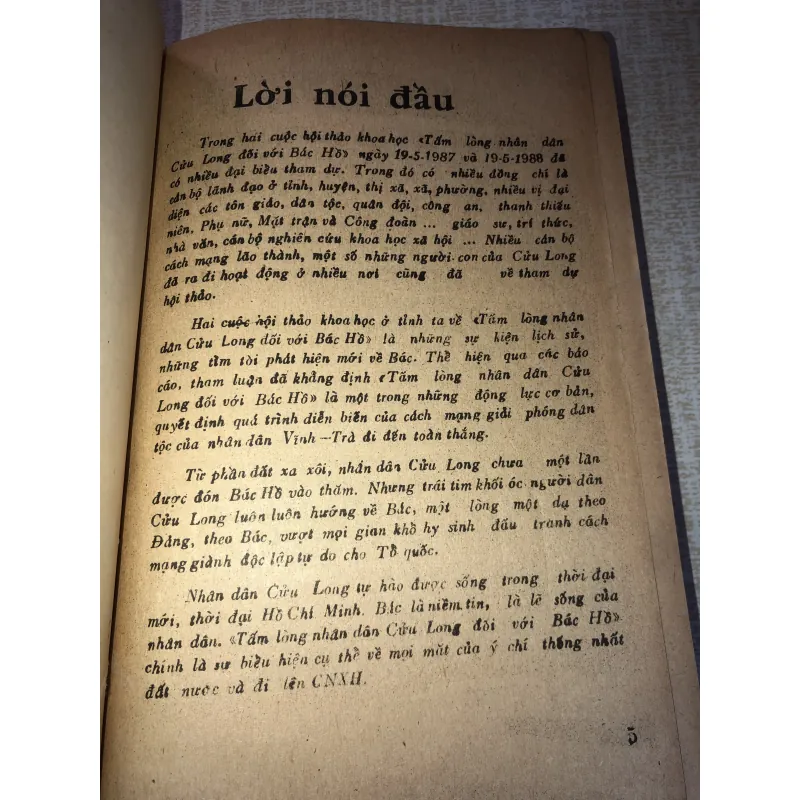 Lời nói đầu
Trong hai cuộc hội thảo khoa học «Tấm lòng nhân dân
Cửu Long đối với Bác Hồ» ngày 19-5-1987 và 19-5-1988 đã
có nhiều đại biểu tham dự. Trong đó có nhiều đồng chí là
cán bộ lãnh đạo ở tỉnh, huyện, thị xã, xã, phường, nhiều vị đại
diện các tôn giáo, dân tộc, quân đội, công an, thanh thiếu
niên, Phụ nữ, Mặt trận và Công đoàn ... giáo sư, trí thức,
nhà văn, cán bộ nghiên cứu khoa học xã hội ... Nhiều cán bộ
cách mạng lão thành, một số những người con của Cửu Long
đã ra đi hoạt động ở nhiều nơi cũng đã về tham dự
hội thảo.
Hai cuộc hội thảo khoa học ở tỉnh ta về «Tấm lòng nhân
dân Cửu Long đối với Bác Hồ» là những sự kiện lịch sử,
những tìm tòi phát hiện mới về Bác. Thể hiện qua các báo
cáo, tham luận đã khẳng định «Tấm lòng nhân dân Cửu
Long đối với Bác Hồ» là một trong những động lực cơ bản,
quyết định quá trình diễn biến của cách mạng giải phóng dân
tộc của nhân dân Vĩnh—Trà đi đến toàn thắng.
Từ phần đất xa xôi, nhân dân Cửu Long chưa một lần
được đón Bác Hồ vào thăm. Nhưng trái tim khối óc người dân
Cửu Long luôn luôn hướng về Bác, một lòng một dạ theo
Đảng, theo Bác, vượt mọi gian khổ hy sinh đấu tranh cách
mạng giành độc lập tự do cho Tổ quốc.
Nhân dân Cửu Long tự hào được sống trong thời đại
mới, thời đại Hồ Chí Minh. Bác là niềm tin, là lẽ sống của
nhân dân. «Tấm lòng nhân dân Cửu Long đối với Bác Hồ»
chính là sự biểu hiện cụ thể về mọi mặt của ý chí thống nhất
đất nước và đi lên CNXH.
5